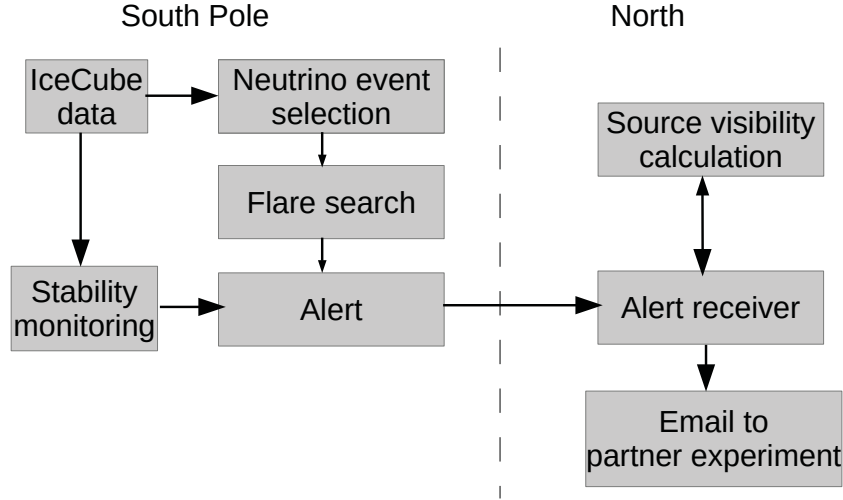 South Pole
North
IceCube
data
Neutrino event
selection
Source visibility
calculation
Flare search
Stability
monitoring
Alert
Alert receiver
Email to
partner experiment